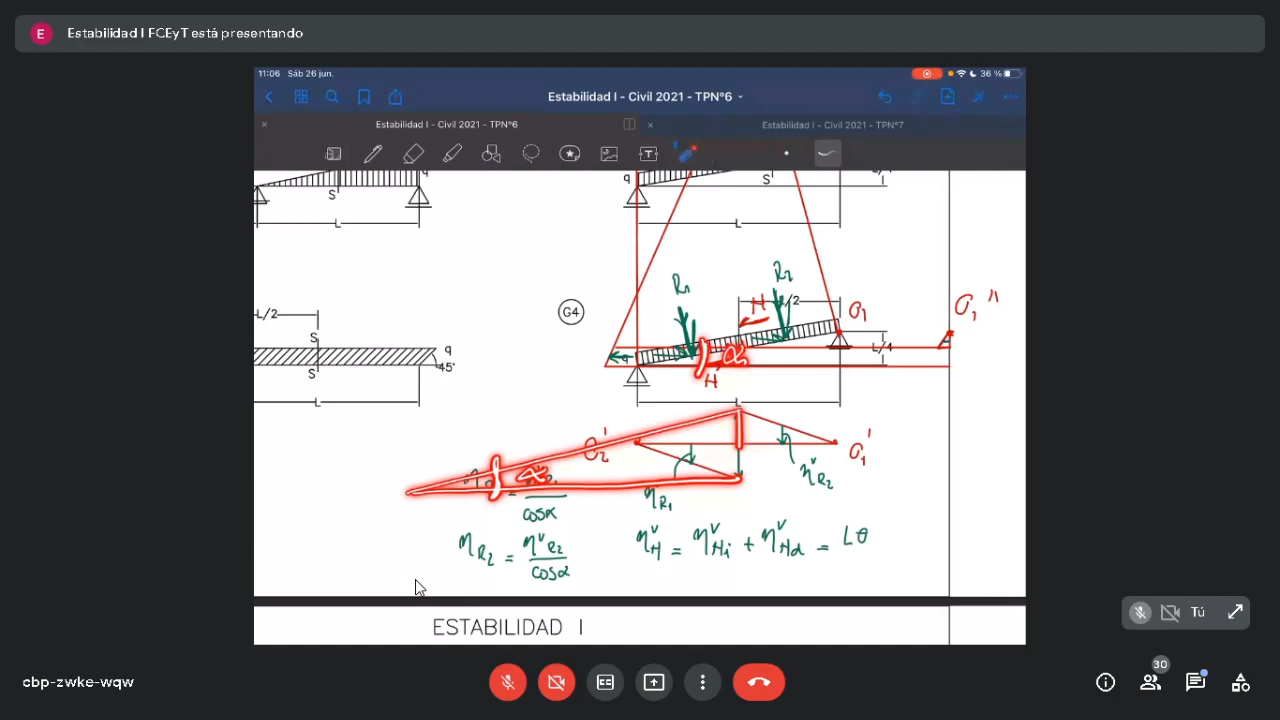 E Estabilidad I FCEyT está presentando
11:06 Sáb 26 jun. 36 %
Estabilidad I - Civil 2021 - TPN°6
Estabilidad I - Civil 2021 - TPN°6 Estabilidad I - Civil 2021 - TPN°7
T
q q
S S
L L
R2
R1
L/2 H /2 O1 O1''
G4
S
q q α L/4
S 45°
H
L L
O2' O1'
α
cosα ηR1 ηᵛR2
ηR2 = ηᵛR2 / cosα
ηᵛH = ηᵛHi + ηᵛHd = Lθ
ESTABILIDAD I
Tú
cbp-zwke-wqw
30